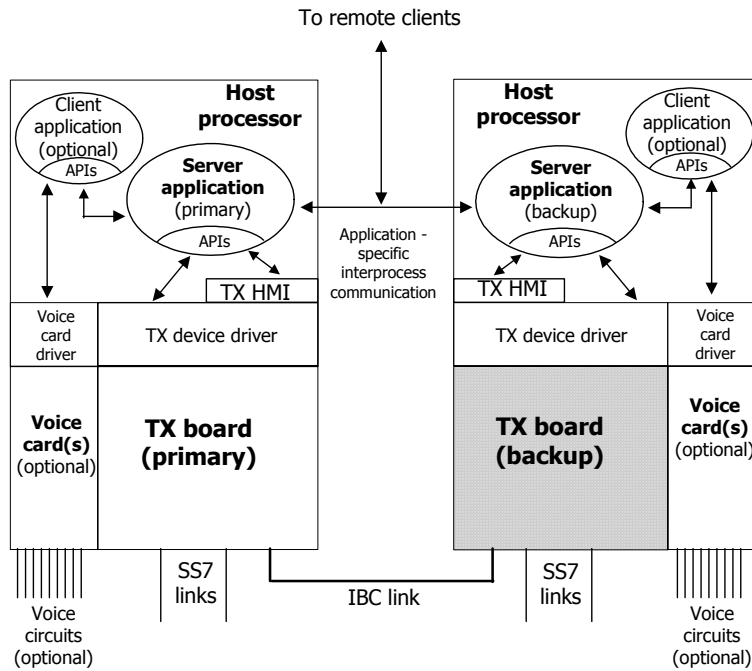 To remote clients
Host
processor
Client
application
(optional)
APIs
Server
application
(primary)
APIs
TX HMI
Voice
card
driver
TX device driver
Voice
card(s)
(optional)
TX board
(primary)
SS7
links
Voice
circuits
(optional)
Application -
specific
interprocess
communication
IBC link
Host
processor
Client
application
(optional)
APIs
Server
application
(backup)
APIs
TX HMI
TX device driver
Voice
card
driver
TX board
(backup)
Voice
card(s)
(optional)
SS7
links
Voice
circuits
(optional)